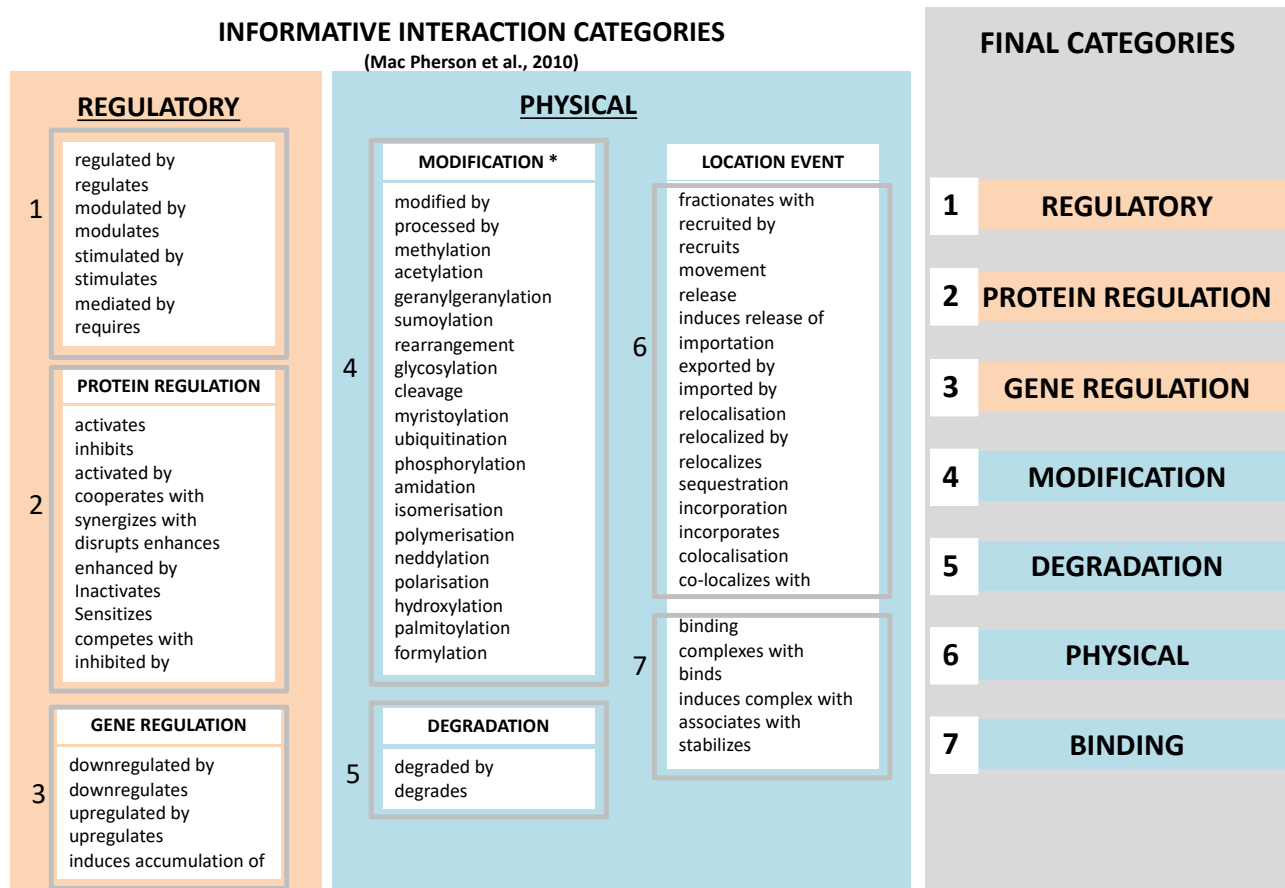 INFORMATIVE INTERACTION CATEGORIES
(Mac Pherson et al., 2010)
REGULATORY
1
regulated by
regulates
modulated by
modulates
stimulated by
stimulates
mediated by
requires
2
PROTEIN REGULATION
activates
inhibits
activated by
cooperates with
synergizes with
disrupts enhances
enhanced by
Inactivates
Sensitizes
competes with
inhibited by
3
GENE REGULATION
downregulated by
downregulates
upregulated by
upregulates
induces accumulation of
PHYSICAL
4
MODIFICATION *
modified by
processed by
methylation
acetylation
geranylgeranylation
sumoylation
rearrangement
glycosylation
cleavage
myristoylation
ubiquitination
phosphorylation
amidation
isomerisation
polymerisation
neddylation
polarisation
hydroxylation
palmitoylation
formylation
5
DEGRADATION
degraded by
degrades
LOCATION EVENT
6
fractionates with
recruited by
recruits
movement
release
induces release of
importation
exported by
imported by
relocalisation
relocalized by
relocalizes
sequestration
incorporation
incorporates
colocalisation
co-localizes with
7
binding
complexes with
binds
induces complex with
associates with
stabilizes
FINAL CATEGORIES
1 REGULATORY
2 PROTEIN REGULATION
3 GENE REGULATION
4 MODIFICATION
5 DEGRADATION
6 PHYSICAL
7 BINDING